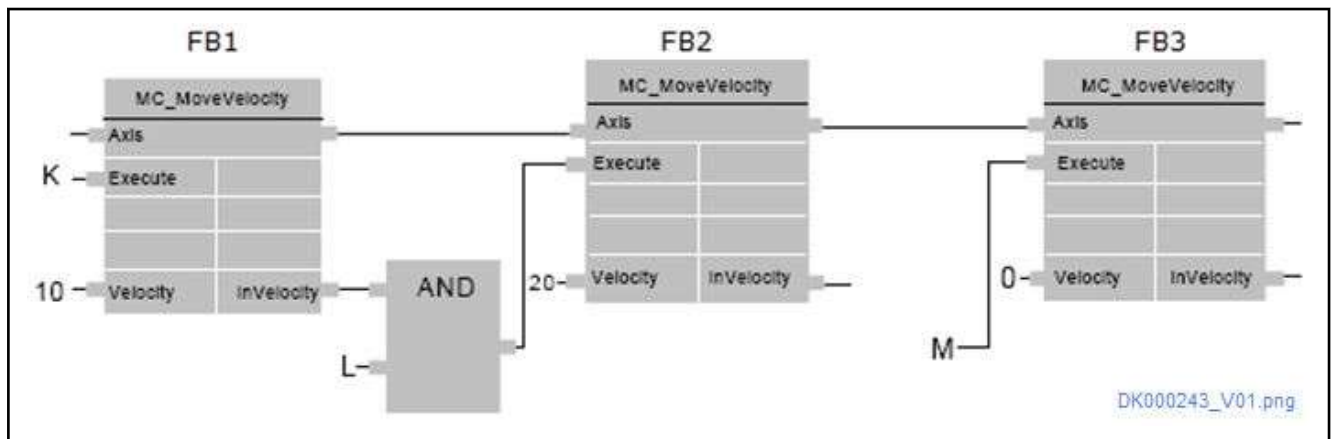 FB1
FB2
FB3
MC_MoveVelocity
MC_MoveVelocity
MC_MoveVelocity
Axis
Axis
Axis
K
Execute
Execute
Execute
10
Velocity
InVelocity
AND
20
Velocity
InVelocity
0
Velocity
InVelocity
L
M
DK000243_V01.png